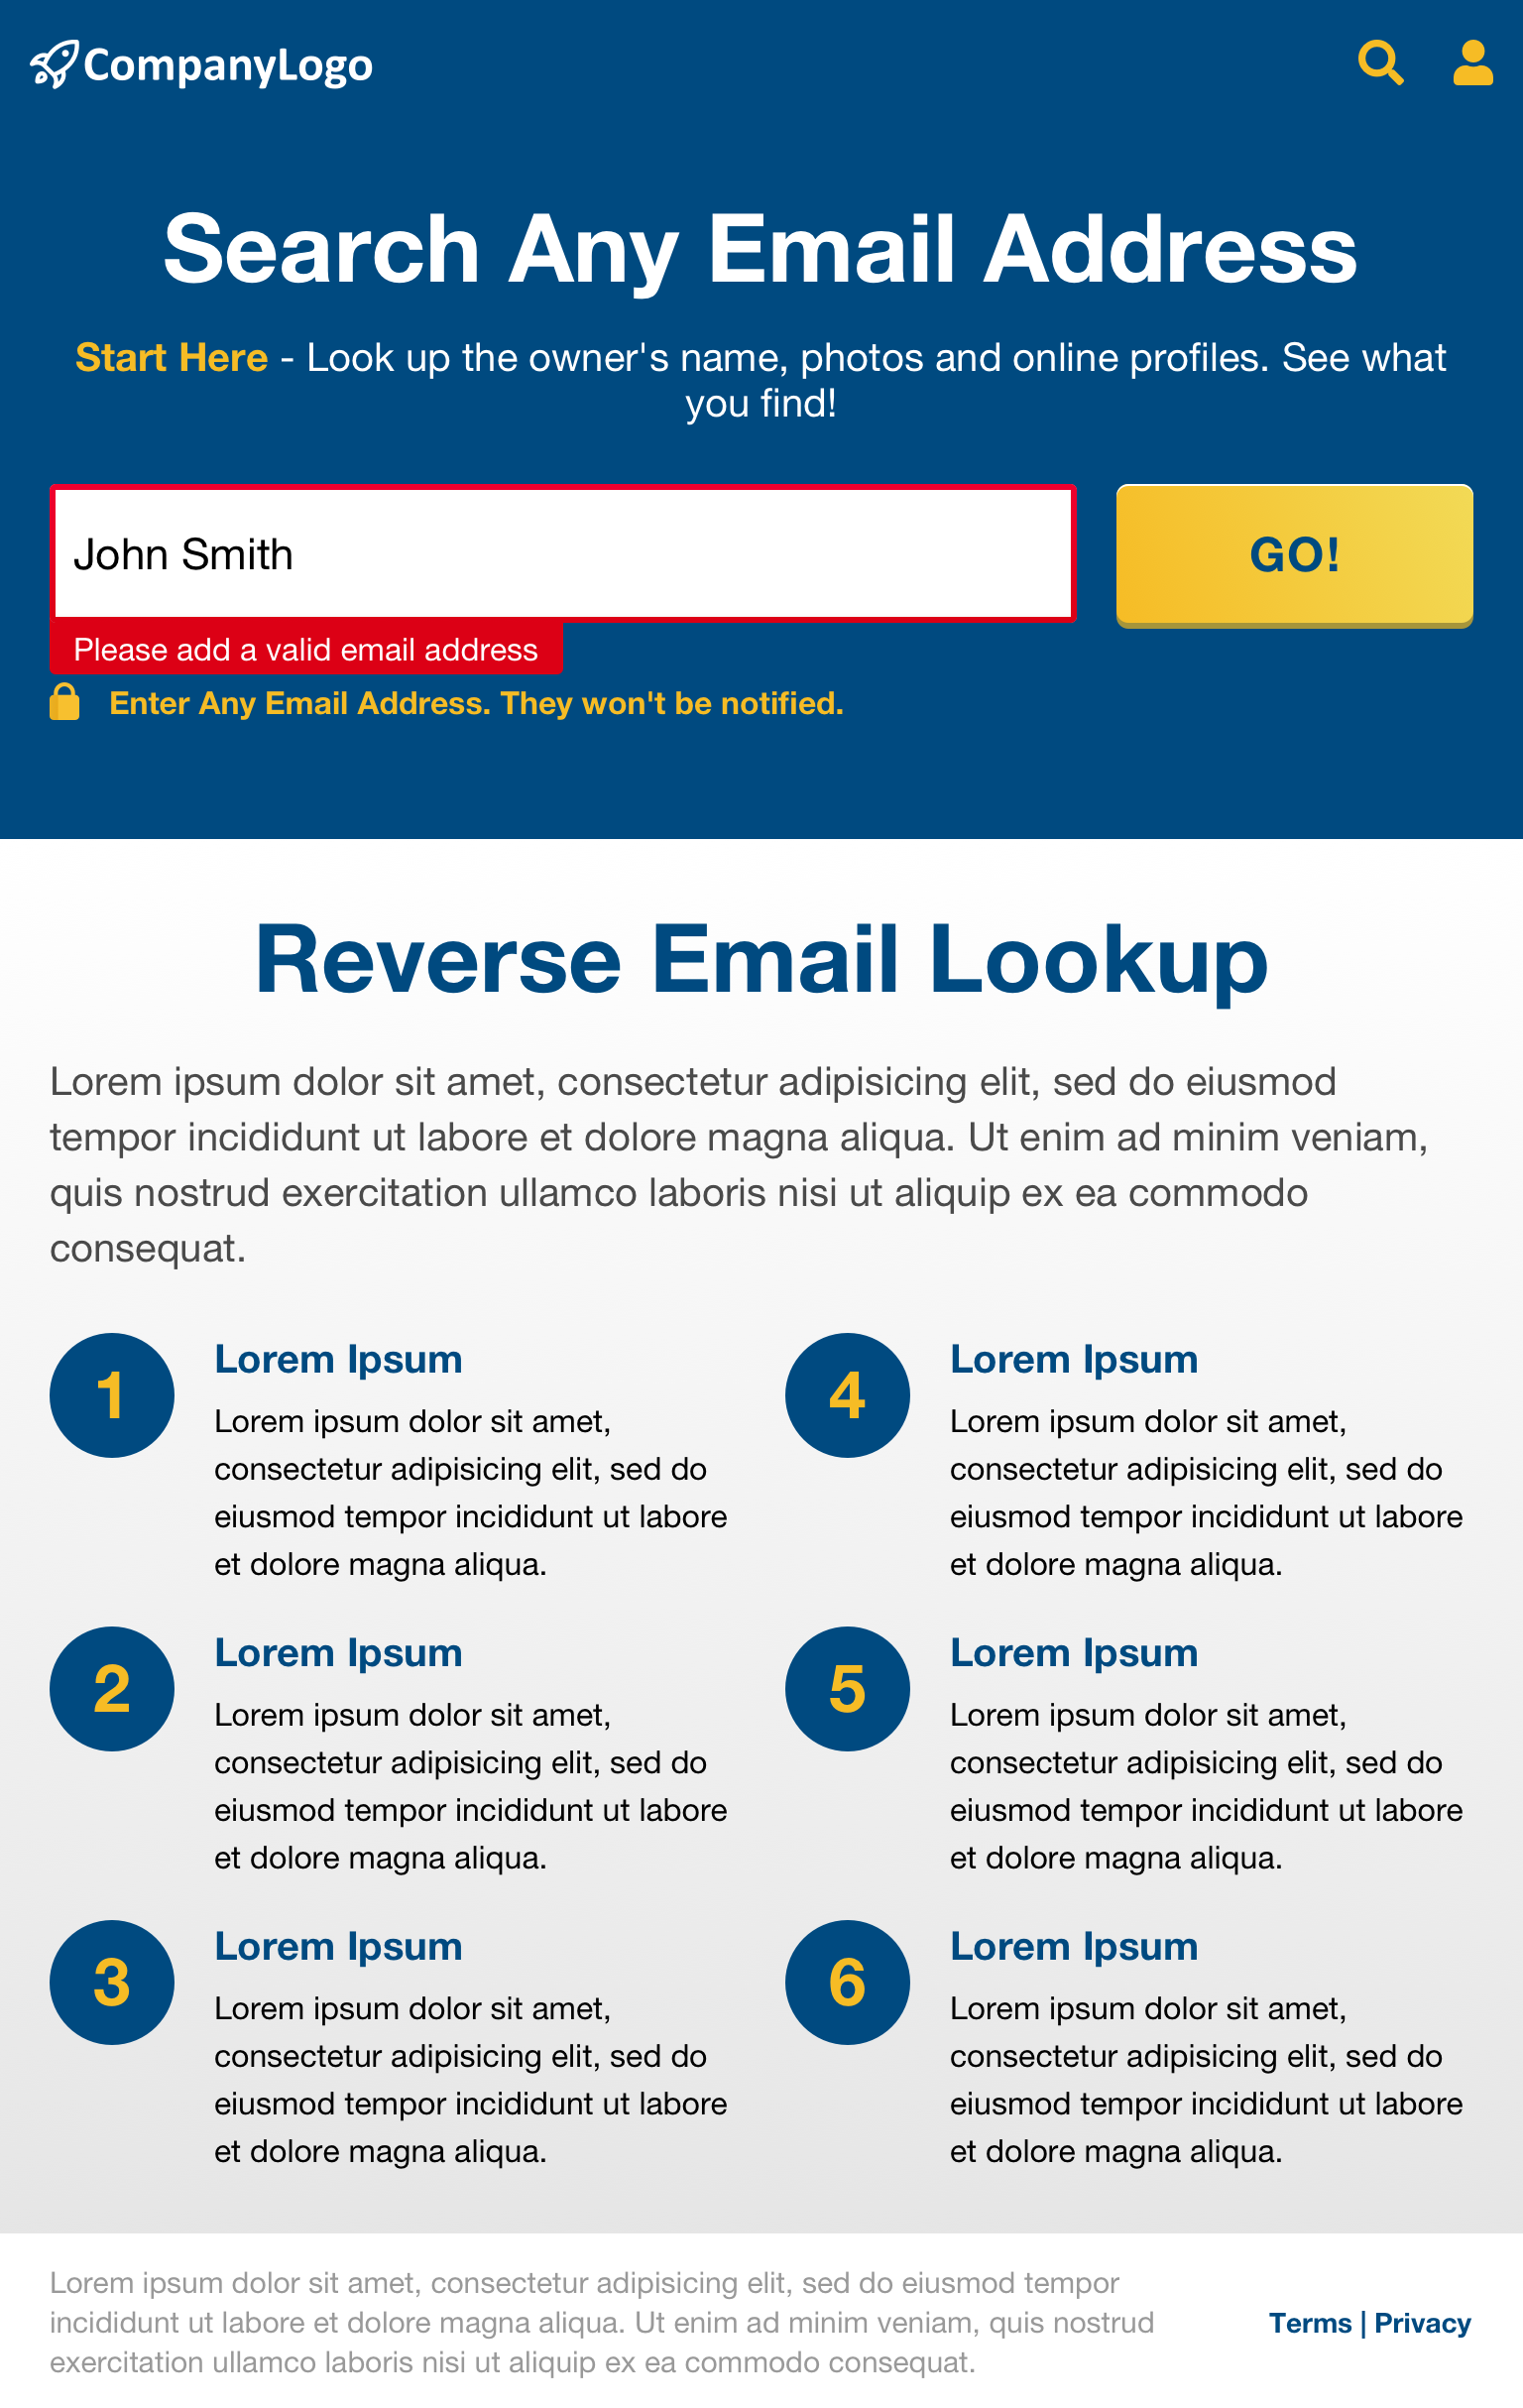 CompanyLogo
Search Any Email Address
Start Here - Look up the owner's name, photos and online profiles. See what
you find!
John Smith
GO!
Please add a valid email address
Enter Any Email Address. They won't be notified.
Reverse Email Lookup
Lorem ipsum dolor sit amet, consectetur adipisicing elit, sed do eiusmod
tempor incididunt ut labore et dolore magna aliqua. Ut enim ad minim veniam,
quis nostrud exercitation ullamco laboris nisi ut aliquip ex ea commodo
consequat.
1
Lorem Ipsum
Lorem ipsum dolor sit amet,
consectetur adipisicing elit, sed do
eiusmod tempor incididunt ut labore
et dolore magna aliqua.
2
Lorem Ipsum
Lorem ipsum dolor sit amet,
consectetur adipisicing elit, sed do
eiusmod tempor incididunt ut labore
et dolore magna aliqua.
3
Lorem Ipsum
Lorem ipsum dolor sit amet,
consectetur adipisicing elit, sed do
eiusmod tempor incididunt ut labore
et dolore magna aliqua.
4
Lorem Ipsum
Lorem ipsum dolor sit amet,
consectetur adipisicing elit, sed do
eiusmod tempor incididunt ut labore
et dolore magna aliqua.
5
Lorem Ipsum
Lorem ipsum dolor sit amet,
consectetur adipisicing elit, sed do
eiusmod tempor incididunt ut labore
et dolore magna aliqua.
6
Lorem Ipsum
Lorem ipsum dolor sit amet,
consectetur adipisicing elit, sed do
eiusmod tempor incididunt ut labore
et dolore magna aliqua.
Lorem ipsum dolor sit amet, consectetur adipisicing elit, sed do eiusmod tempor
incididunt ut labore et dolore magna aliqua. Ut enim ad minim veniam, quis nostrud
exercitation ullamco laboris nisi ut aliquip ex ea commodo consequat.
Terms | Privacy